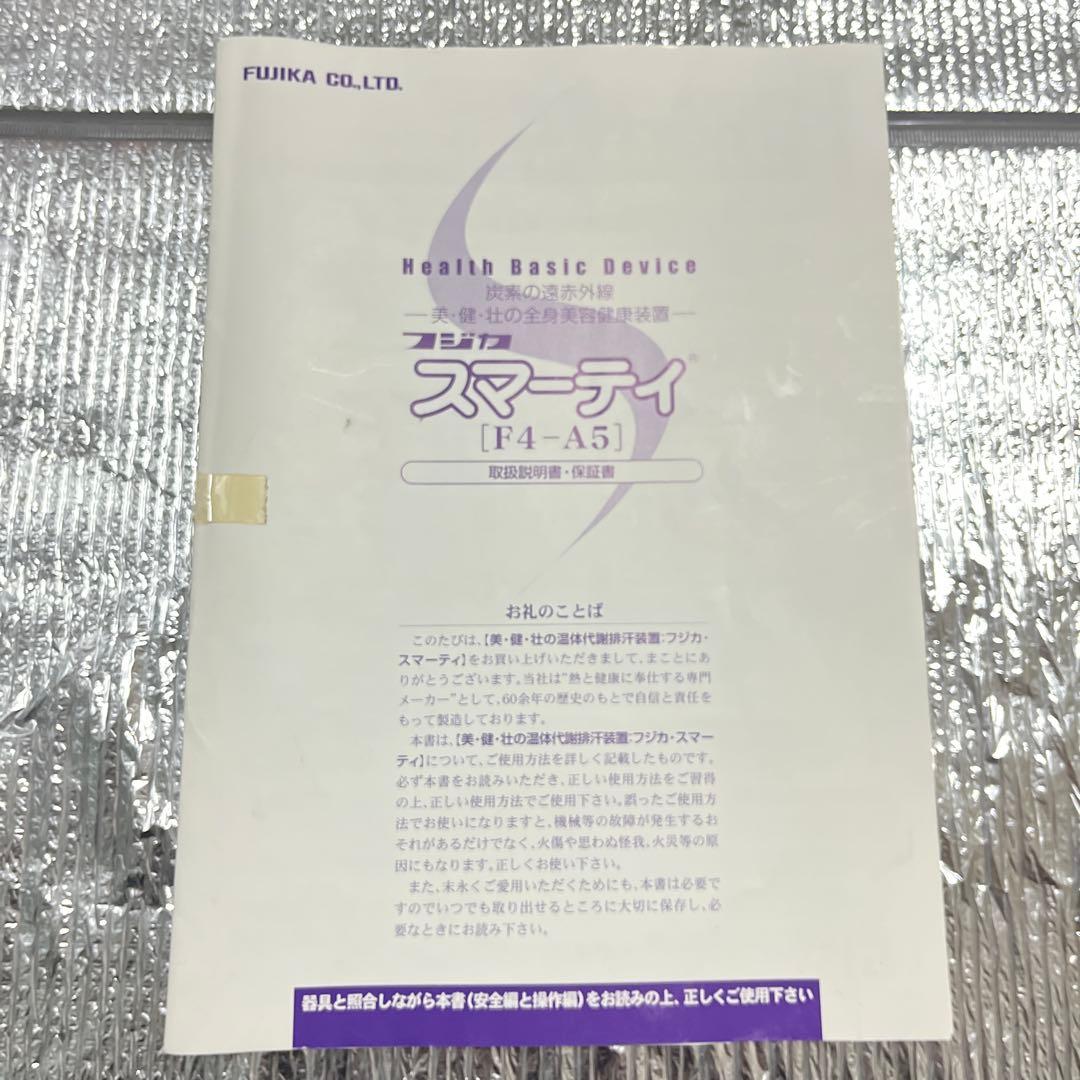 FUJIKA CO.,LTD.
Health Basic Device
炭素の遠赤外線
―美・健・壮の全身美容健康装置―
フジカ
スマーティ®
[F4-A5]
取扱説明書・保証書
お礼のことば
このたびは、【美・健・壮の温体代謝排汗装置:フジカ・
スマーティ】をお買い上げいただきまして、まことにあ
りがとうございます。当社は"熱と健康に奉仕する専門
メーカー"として、60余年の歴史のもとで自信と責任を
もって製造しております。
本書は、【美・健・壮の温体代謝排汗装置:フジカ・スマー
ティ】について、ご使用方法を詳しく記載したものです。
必ず本書をお読みいただき、正しい使用方法をご習得
の上、正しい使用方法でご使用下さい。誤ったご使用方
法でお使いになりますと、機械等の故障が発生するお
それがあるだけでなく、火傷や思わぬ怪我、火災等の原
因にもなります。正しくお使い下さい。
また、末永くご愛用いただくためにも、本書は必要で
すのでいつでも取り出せるところに大切に保存し、必
要なときにお読み下さい。
器具と照合しながら本書(安全編と操作編)をお読みの上、正しくご使用下さい